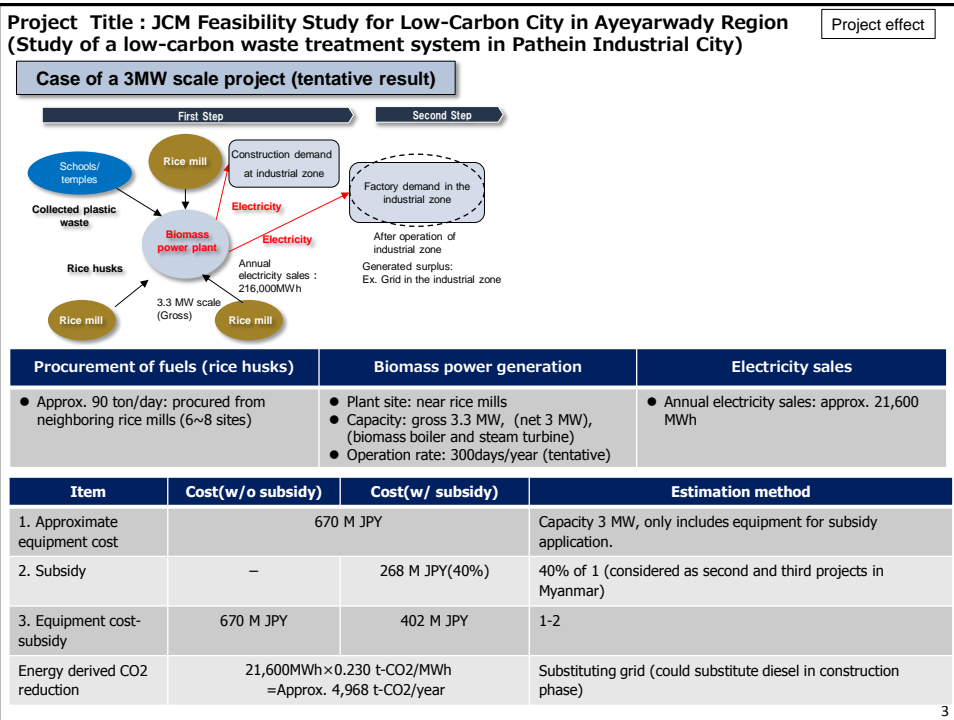 Project Title : JCM Feasibility Study for Low-Carbon City in Ayeyarwady Region
(Study of a low-carbon waste treatment system in Pathein Industrial City)
Project effect
Case of a 3MW scale project (tentative result)
First Step
Second Step
Schools/
temples
Rice mill
Construction demand
at industrial zone
Factory demand in the
industrial zone
Collected plastic
waste
Electricity
Biomass
power plant
Electricity
After operation of
industrial zone
Generated surplus:
Ex. Grid in the industrial zone
Rice husks
Annual
electricity sales :
216,000MWh
3.3 MW scale
(Gross)
Rice mill
Rice mill
Procurement of fuels (rice husks)
Biomass power generation
Electricity sales
● Approx. 90 ton/day: procured from
neighboring rice mills (6~8 sites)
● Plant site: near rice mills
● Capacity: gross 3.3 MW, (net 3 MW),
(biomass boiler and steam turbine)
● Operation rate: 300days/year (tentative)
● Annual electricity sales: approx. 21,600
MWh
Item
Cost(w/o subsidy)
Cost(w/ subsidy)
Estimation method
1. Approximate
equipment cost
670 M JPY
Capacity 3 MW, only includes equipment for subsidy
application.
2. Subsidy
–
268 M JPY(40%)
40% of 1 (considered as second and third projects in
Myanmar)
3. Equipment cost-
subsidy
670 M JPY
402 M JPY
1-2
Energy derived CO2
reduction
21,600MWh×0.230 t-CO2/MWh
=Approx. 4,968 t-CO2/year
Substituting grid (could substitute diesel in construction
phase)
3